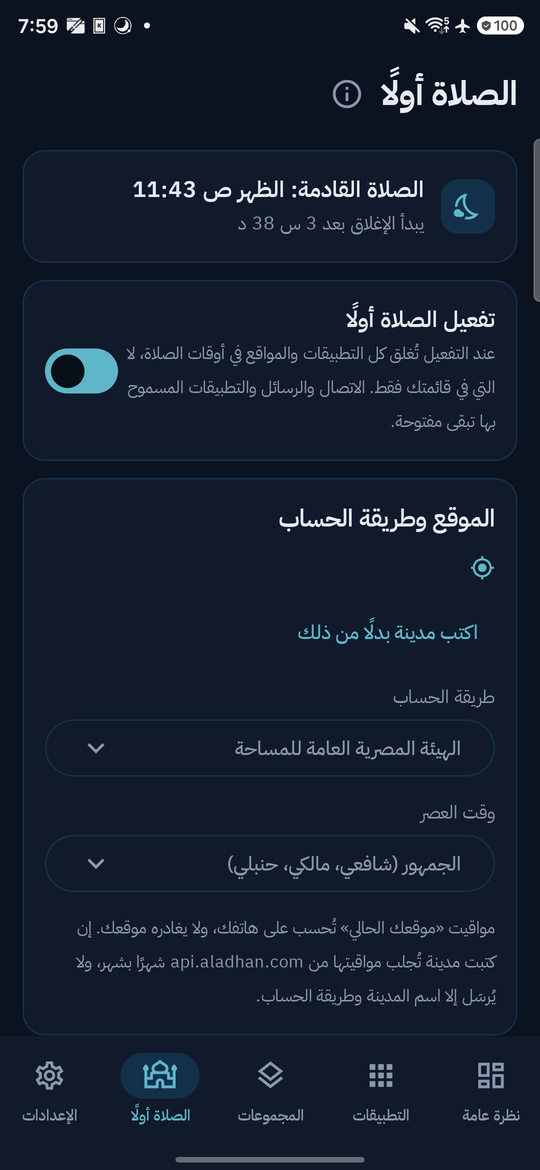 7:59
100
الصلاة أولًا
الصلاة القادمة: الظهر ص 11:43
يبدأ الإغلاق بعد 3 س 38 د
تفعيل الصلاة أولًا
عند التفعيل تُغلق كل التطبيقات والمواقع في أوقات الصلاة، لا
التي في قائمتك فقط. الاتصال والرسائل والتطبيقات المسموح
بها تبقى مفتوحة.
الموقع وطريقة الحساب
اكتب مدينة بدلًا من ذلك
طريقة الحساب
الهيئة المصرية العامة للمساحة
وقت العصر
الجمهور (شافعي، مالكي، حنبلي)
مواقيت «موقعك الحالي» تُحسب على هاتفك، ولا يغادره موقعك. إن
كتبت مدينة تُجلب مواقيتها من api.aladhan.com شهرًا بشهر، ولا
يُرسَل إلا اسم المدينة وطريقة الحساب.
نظرة عامة
التطبيقات
المجموعات
الصلاة أولًا
الإعدادات